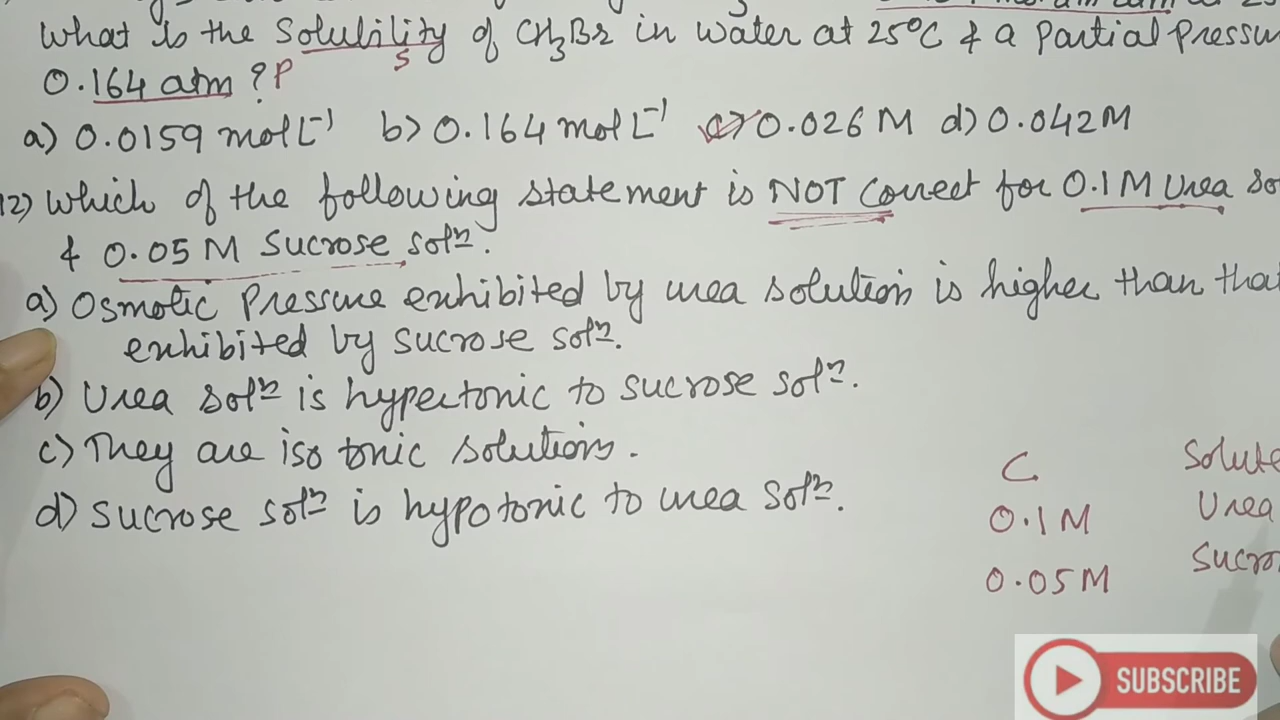 What is the Solubility of CH3Br in water at 25°C & a Partial Pressu
S
0.164 atm ? P
a) 0.0159 mol L⁻¹ b) 0.164 mol L⁻¹ c) 0.026 M d) 0.042 M
12) Which of the following statement is NOT Correct for 0.1 M Urea So
& 0.05 M Sucrose solⁿ.
a) Osmotic Pressure exhibited by urea solution is higher than tha
exhibited by sucrose solⁿ.
b) Urea solⁿ is hypertonic to sucrose solⁿ.
c) They are iso tonic solutions.
d) Sucrose solⁿ is hypotonic to urea solⁿ.
C Solute
0.1 M Urea
0.05 M Sucro
SUBSCRIBE